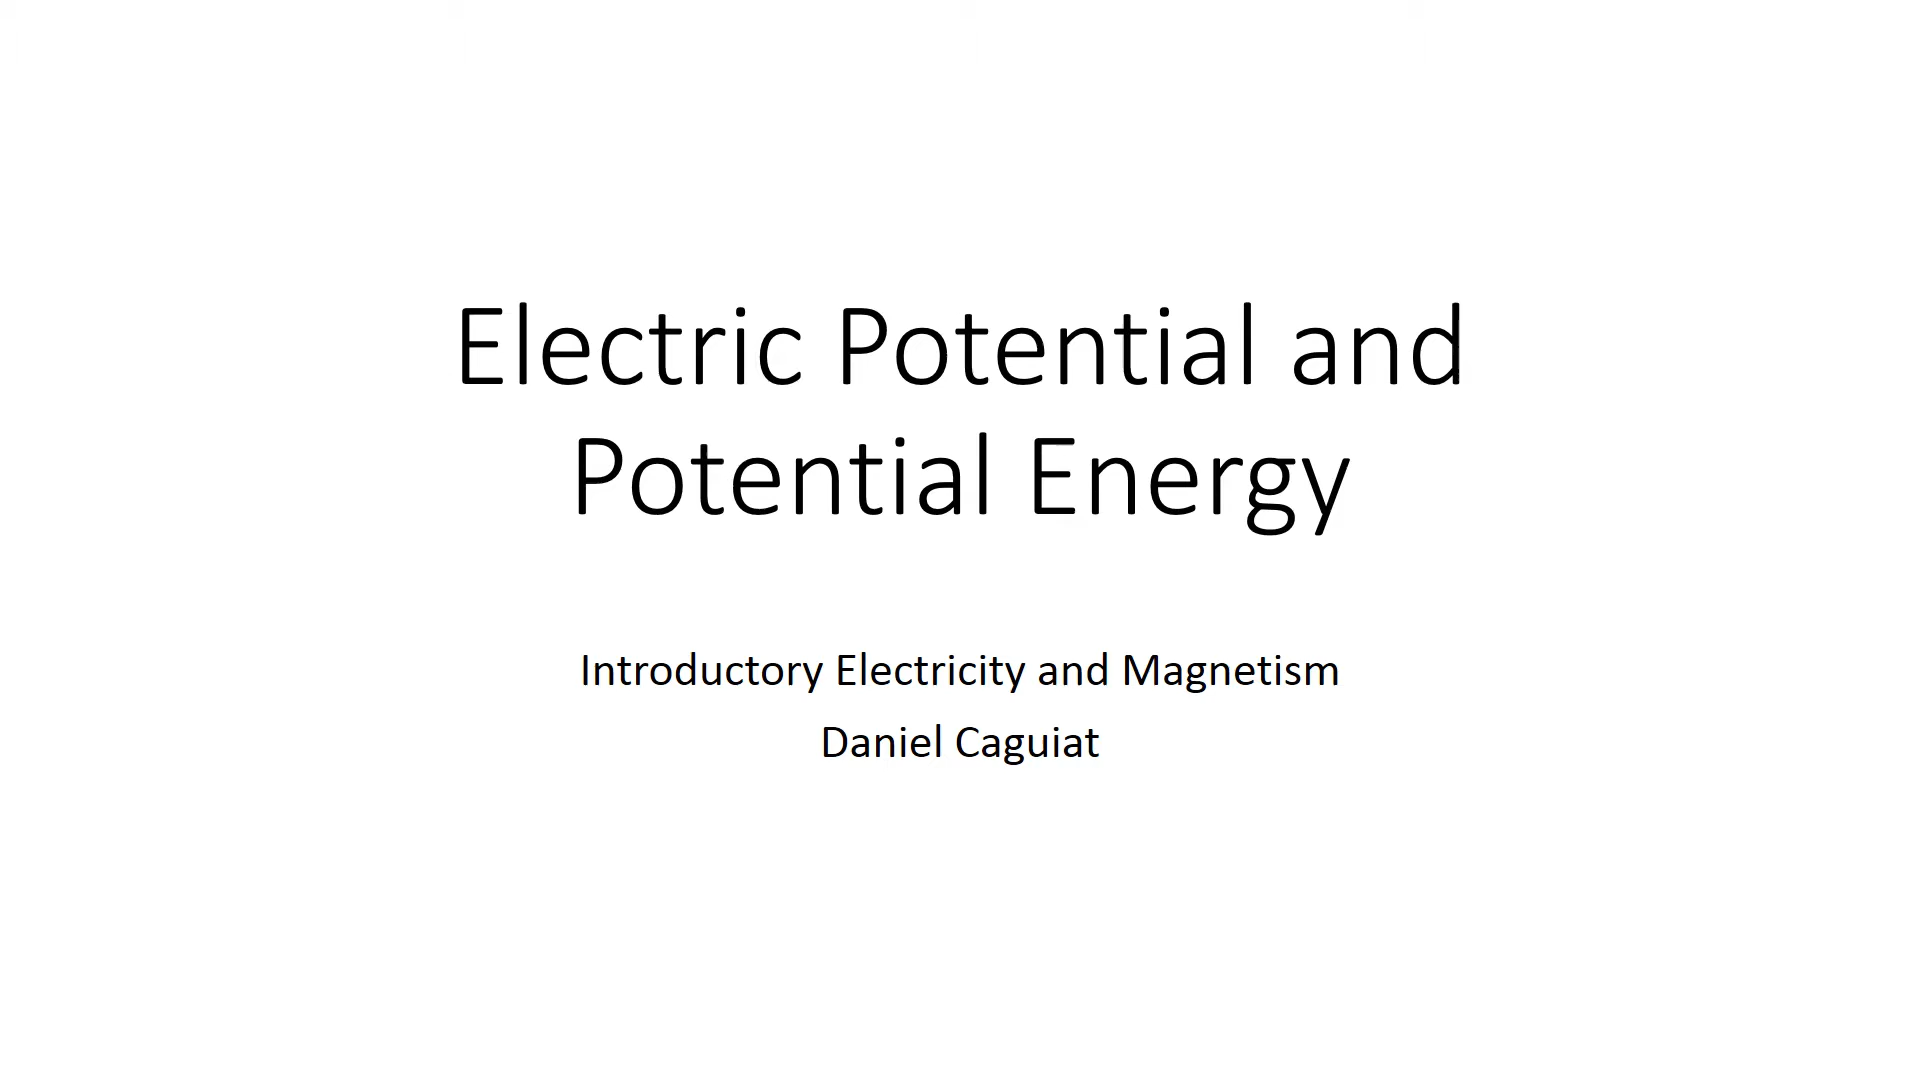 Electric Potential and
Potential Energy
Introductory Electricity and Magnetism
Daniel Caguiat